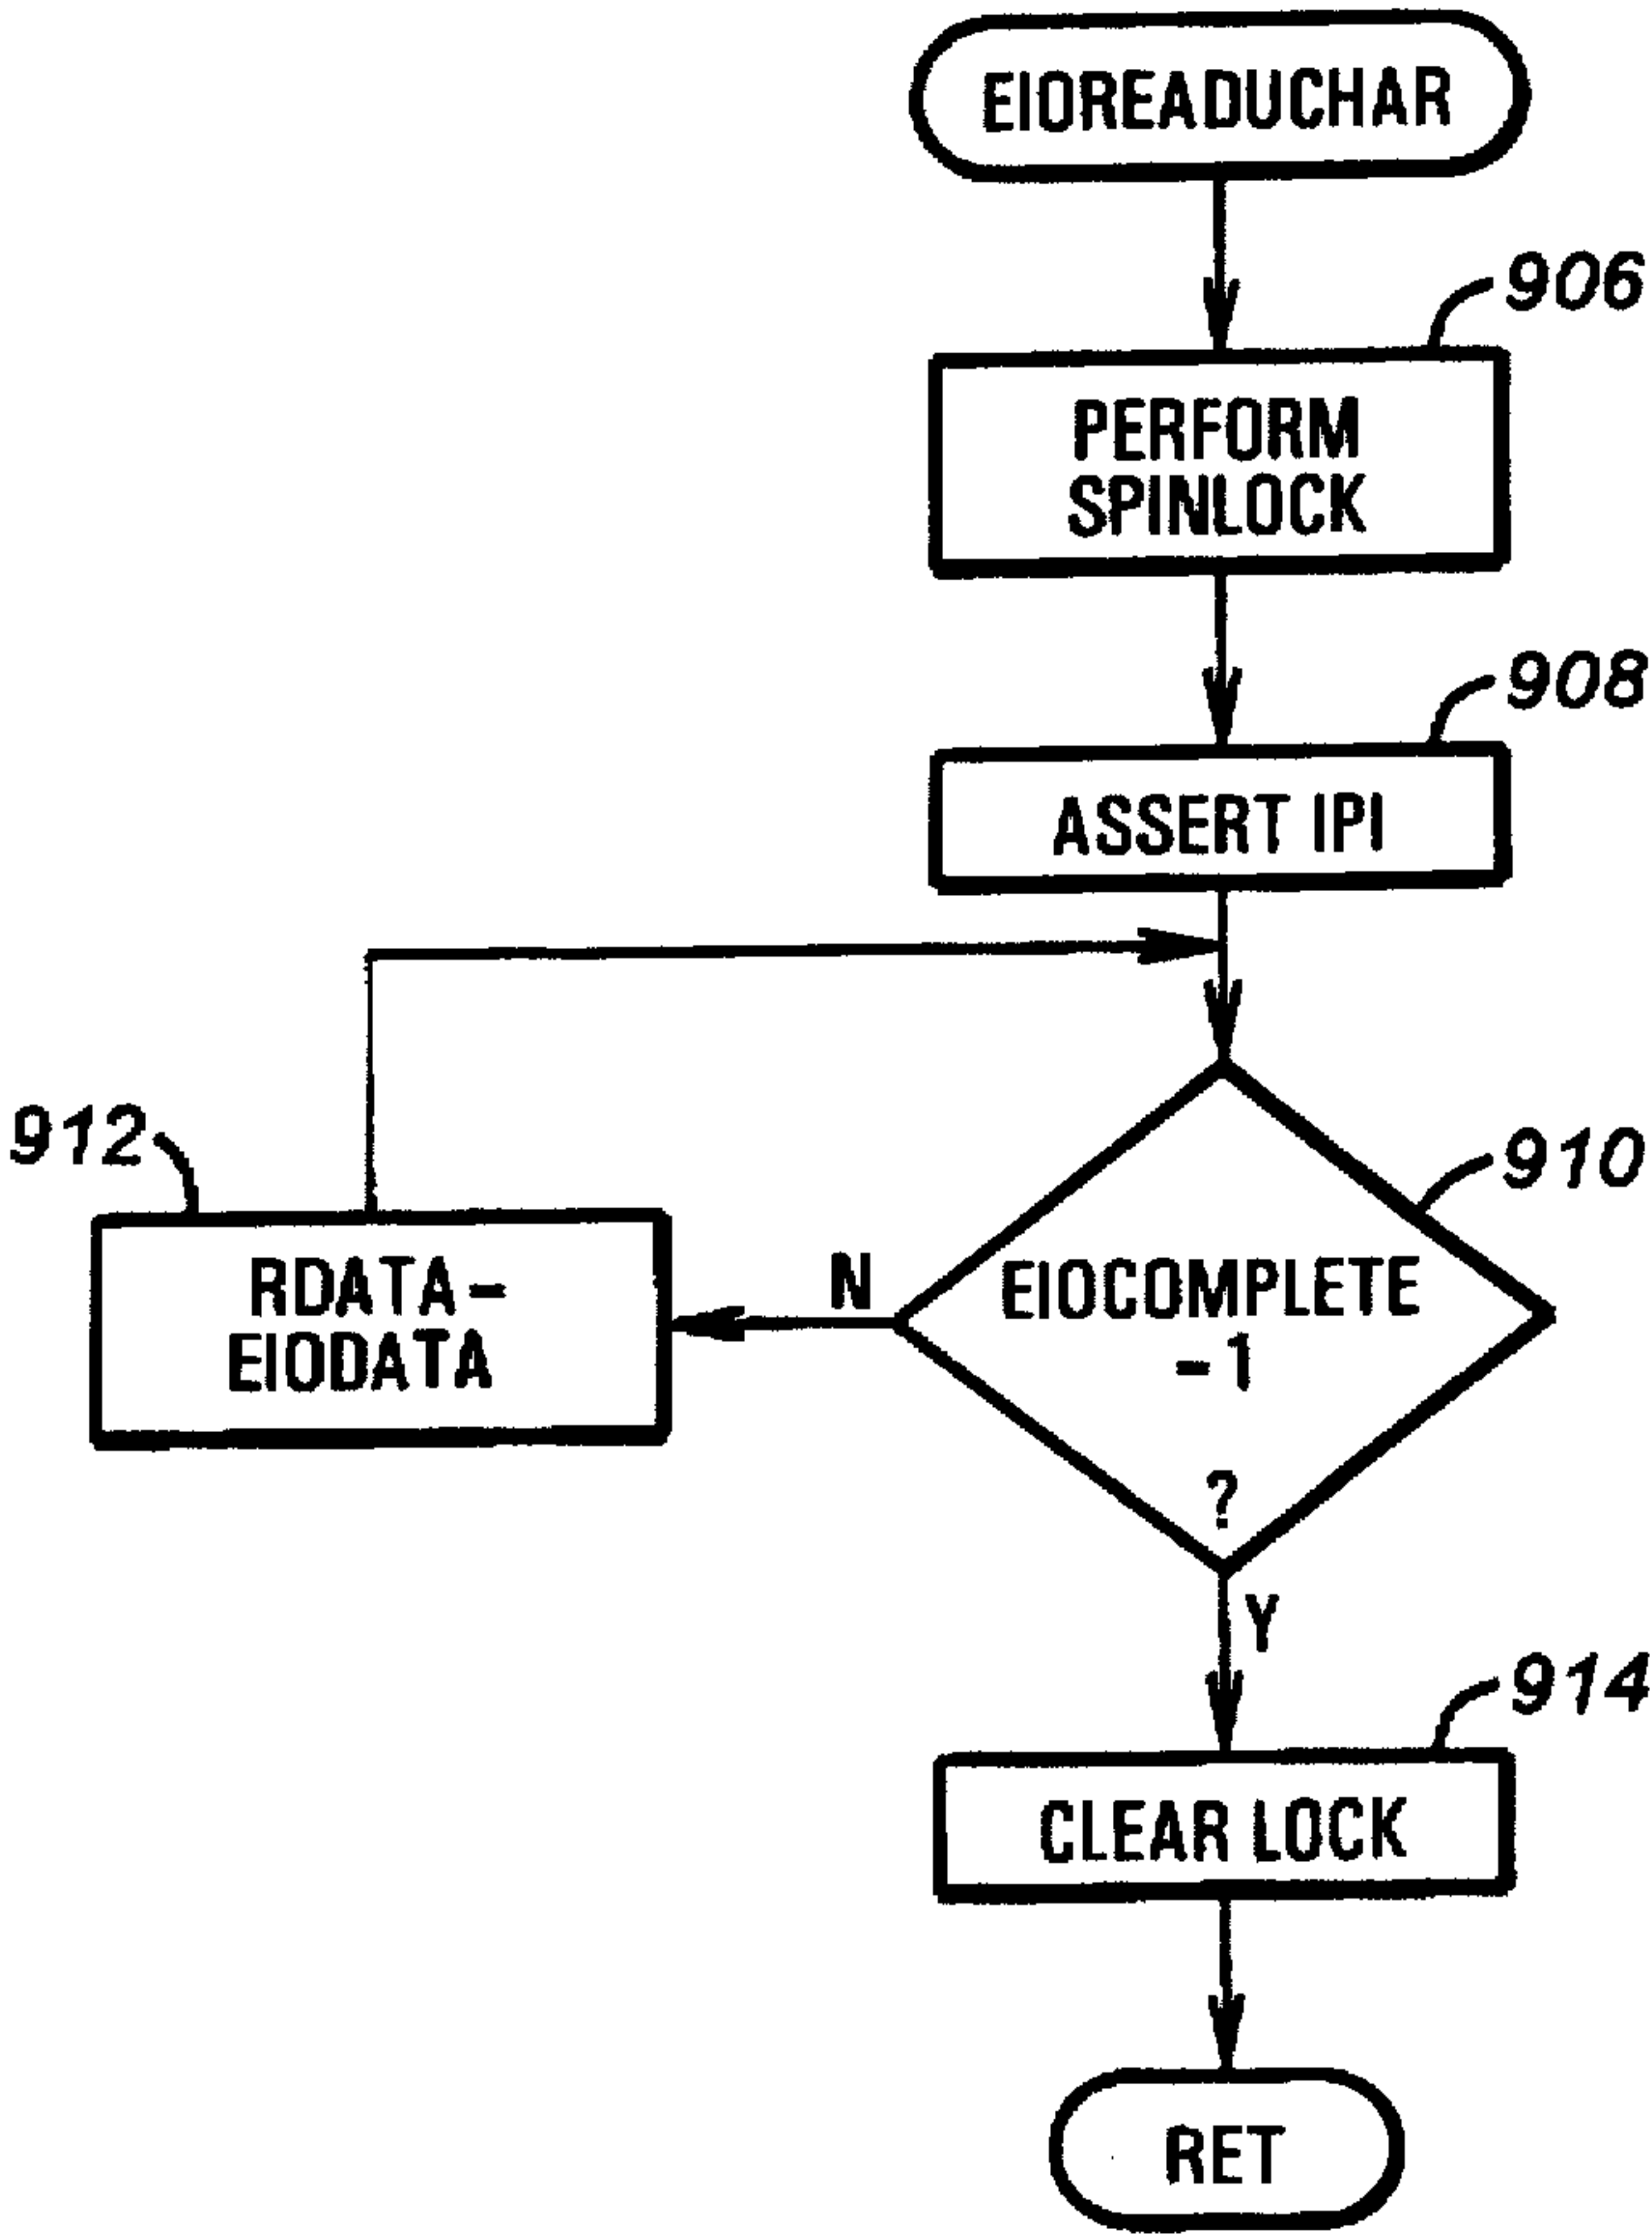 EIOREADUCHAR
906
PERFORM
SPINLOCK
908
ASSERT IPI
912
910
RDATA-
EIODATA
N
EIOCOMPLETE
-1
?
Y
914
CLEAR LOCK
RET